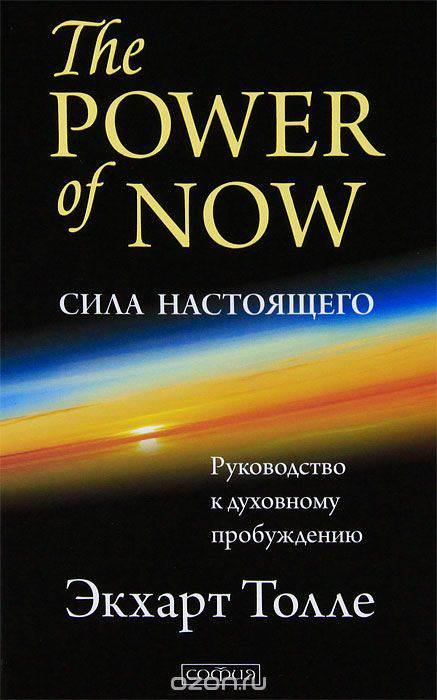 The
POWER
of NOW
СИЛА НАСТОЯЩЕГО
Руководство
к духовному
пробуждению
Экхарт Толле
СОФИЯ
ozon.ru